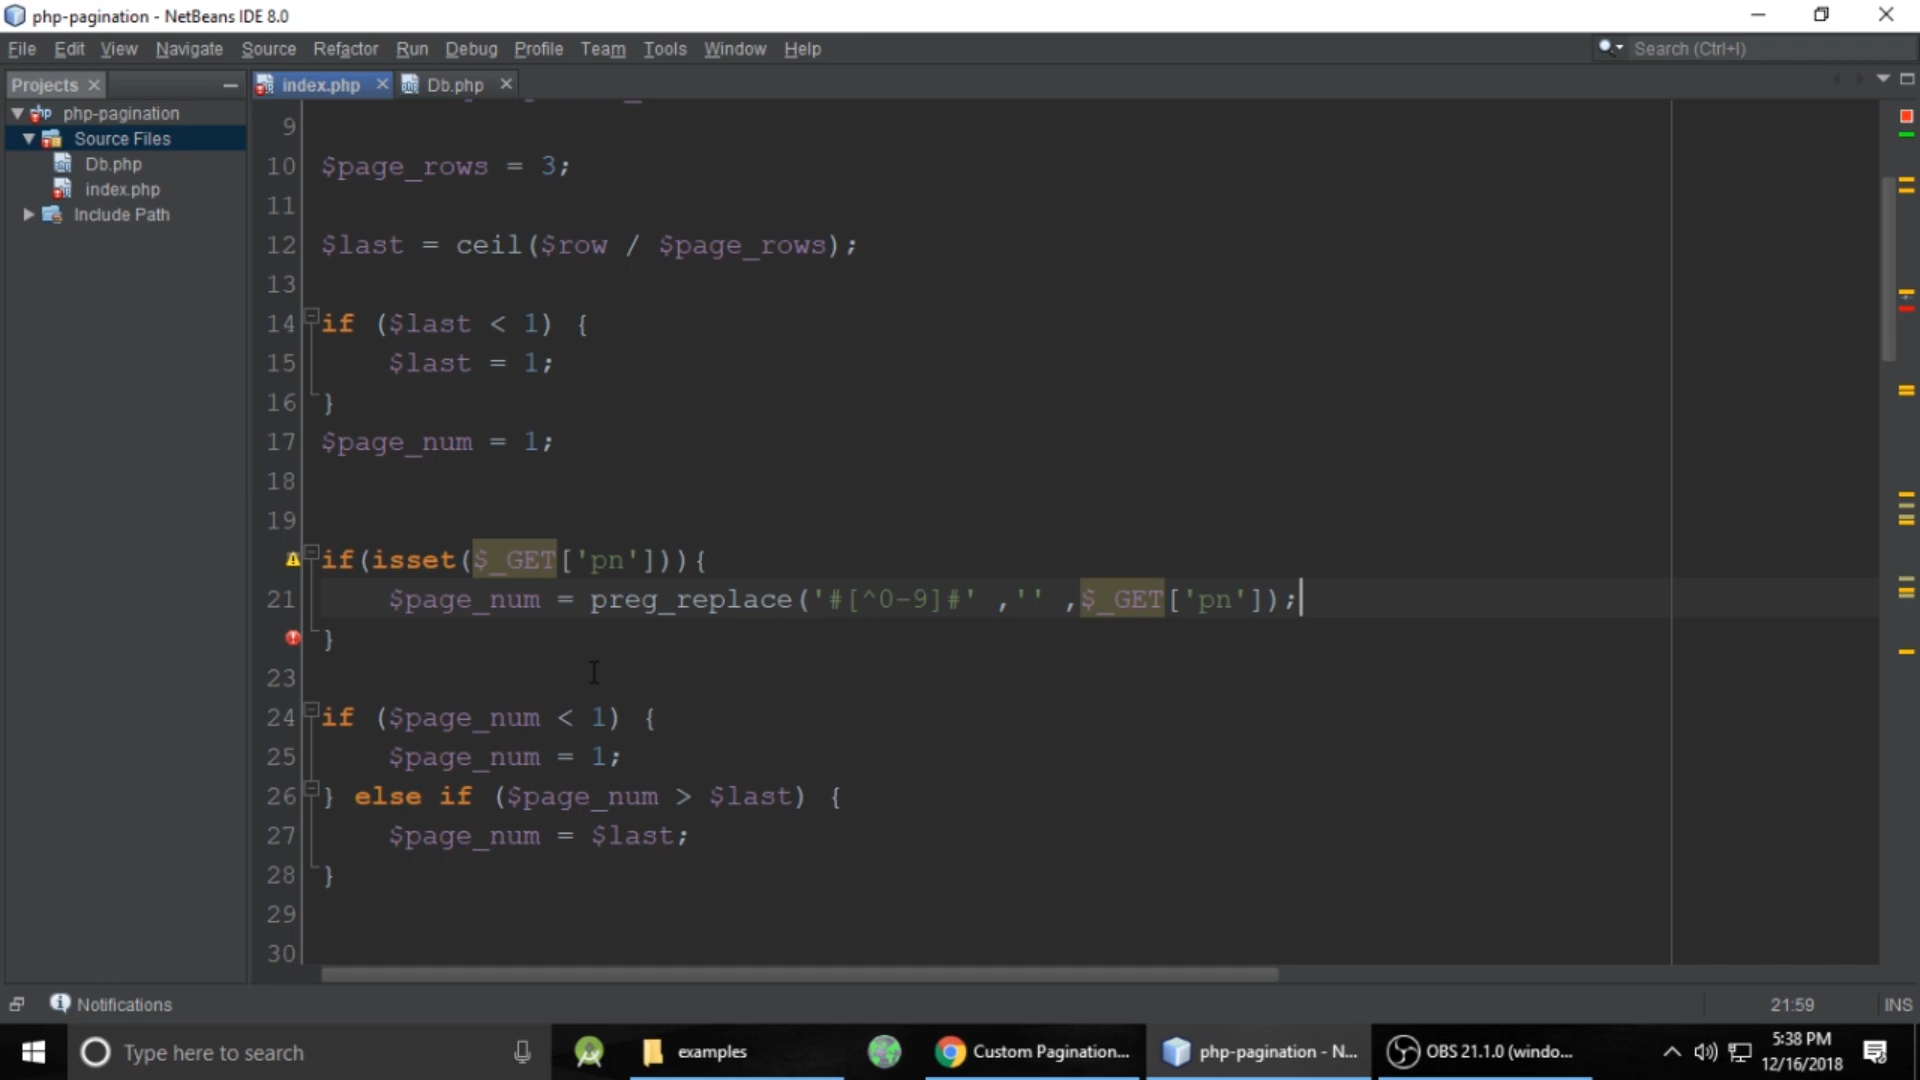 php-pagination - NetBeans IDE 8.0
File Edit View Navigate Source Refactor Run Debug Profile Team Tools Window Help
Search (Ctrl+I)
Projects
index.php
Db.php
php-pagination
Source Files
Db.php
index.php
Include Path
9
10 $page_rows = 3;
11
12 $last = ceil($row / $page_rows);
13
14 if ($last < 1) {
15 $last = 1;
16 }
17 $page_num = 1;
18
19
if(isset($_GET['pn'])){
21 $page_num = preg_replace('#[^0-9]#' ,'' ,$_GET['pn']);
}
23
24 if ($page_num < 1) {
25 $page_num = 1;
26 } else if ($page_num > $last) {
27 $page_num = $last;
28 }
29
30
Notifications
21:59
INS
Type here to search
examples
Custom Pagination...
php-pagination - N...
OBS 21.1.0 (windo...
5:38 PM
12/16/2018